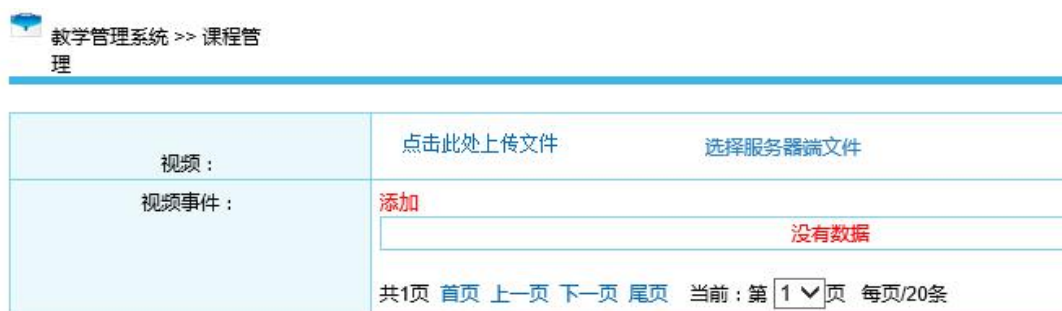 教学管理系统 >> 课程管
理
点击此处上传文件 选择服务器端文件
视频：
视频事件： 添加
没有数据
共1页 首页 上一页 下一页 尾页 当前：第 1 页 每页/20条